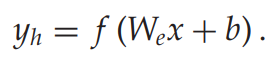 y_h = f (W_e x + b) .